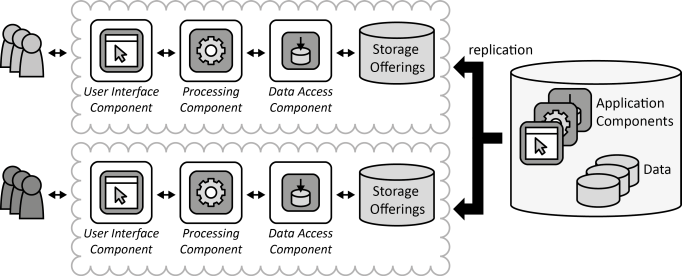 User Interface
Component
Processing
Component
Data Access
Component
Storage
Offerings
replication
Application
Components
Data
User Interface
Component
Processing
Component
Data Access
Component
Storage
Offerings